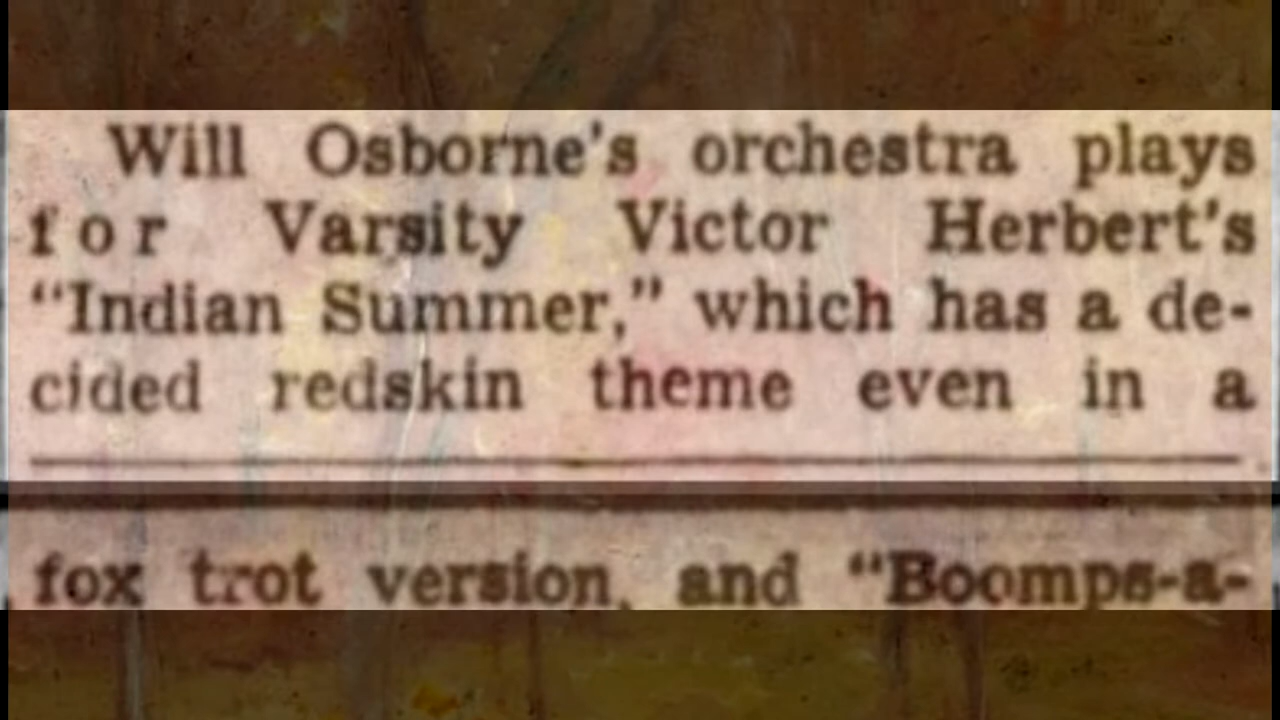 Will Osborne's orchestra plays
for Varsity Victor Herbert's
“Indian Summer,” which has a de-
cided redskin theme even in a
fox trot version, and “Boomps-a-